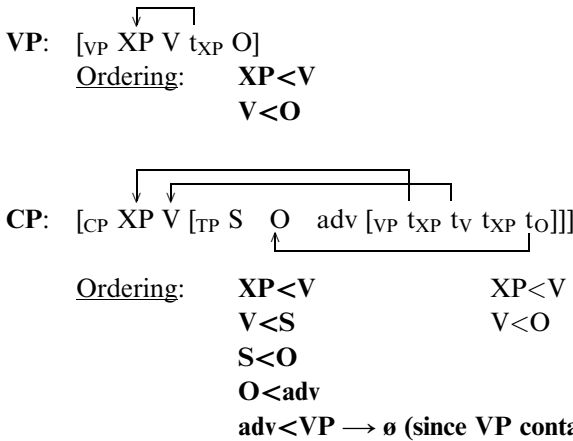 VP: [VP XP V tXP O]
Ordering: XP<V
V<O
CP: [CP XP V [TP S O adv [VP tXP tV tXP tO]]]
Ordering: XP<V XP<V
V<S V<O
S<O
O<adv
adv<VP → ø (since VP conta